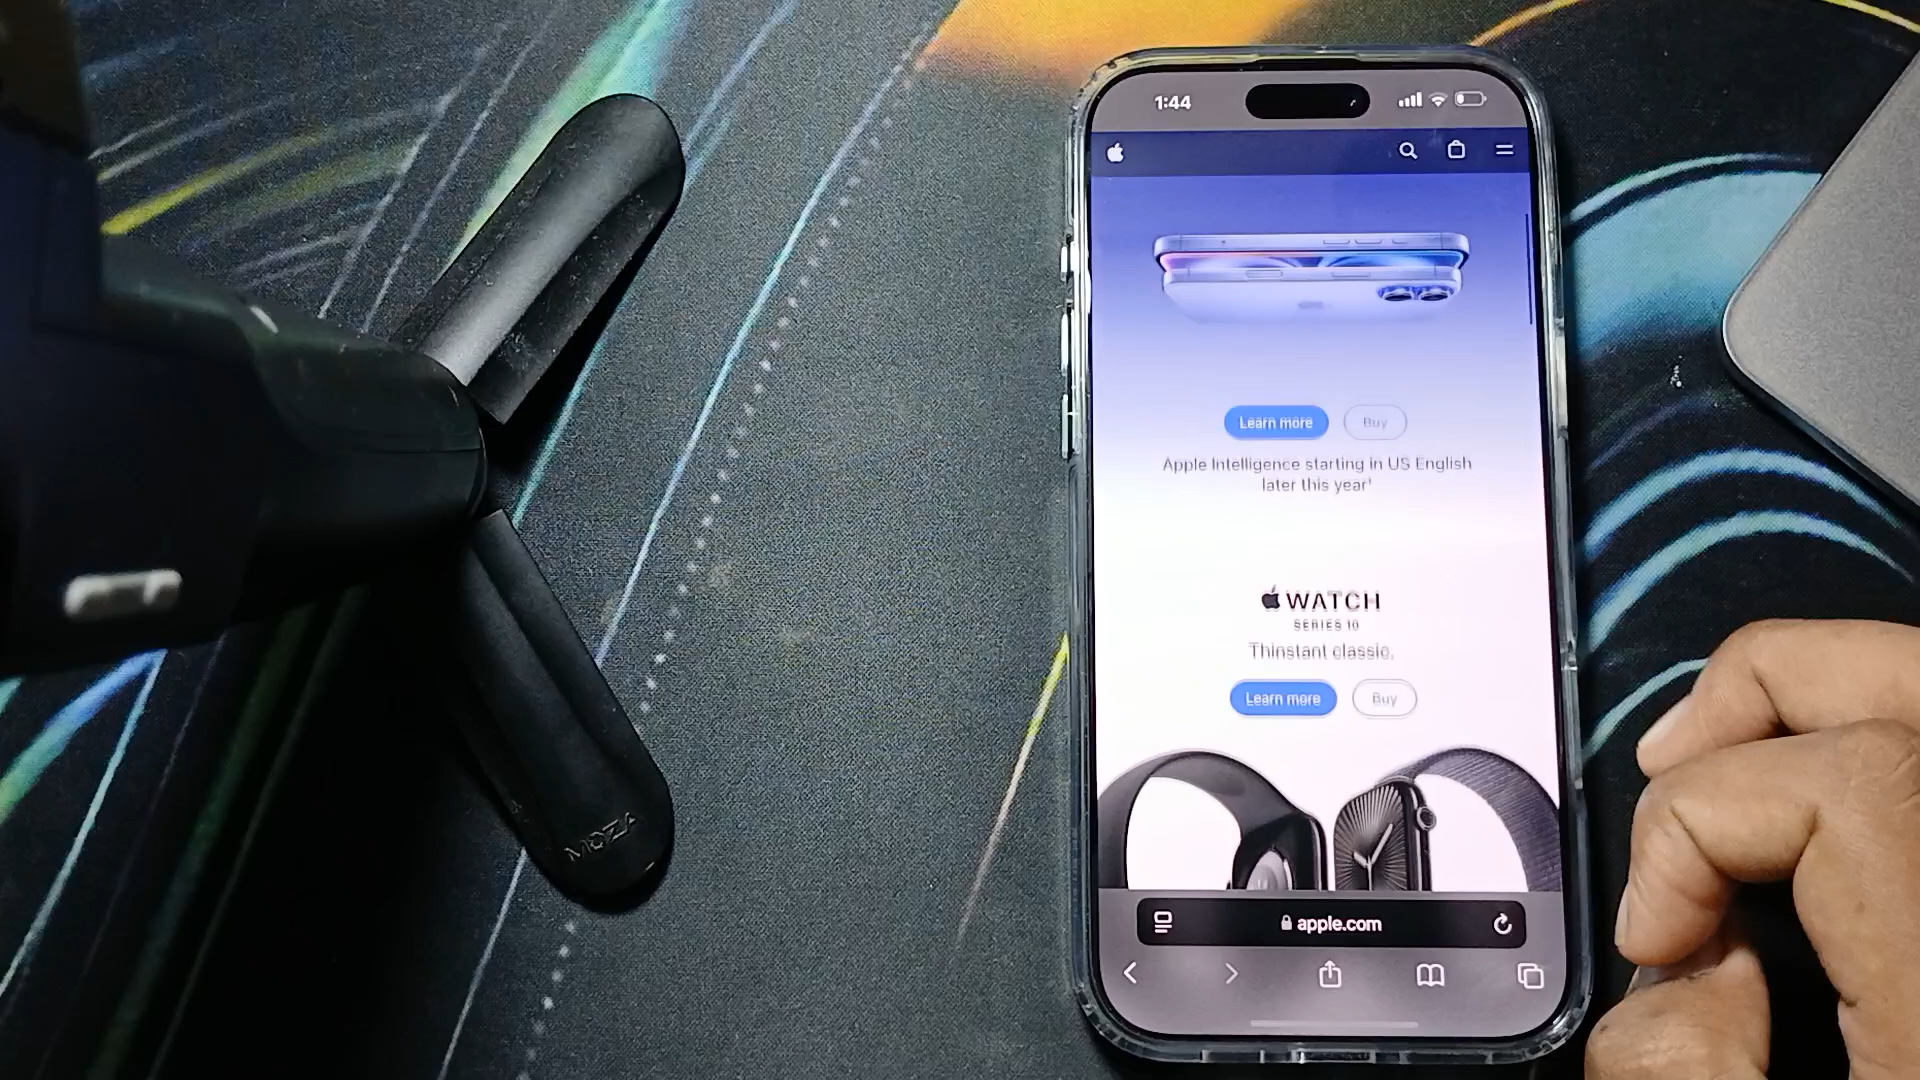 1:44
Learn more
Buy
Apple Intelligence starting in US English
later this year¹
WATCH
SERIES 10
Thinstant classic.
Learn more
Buy
apple.com
MOZA